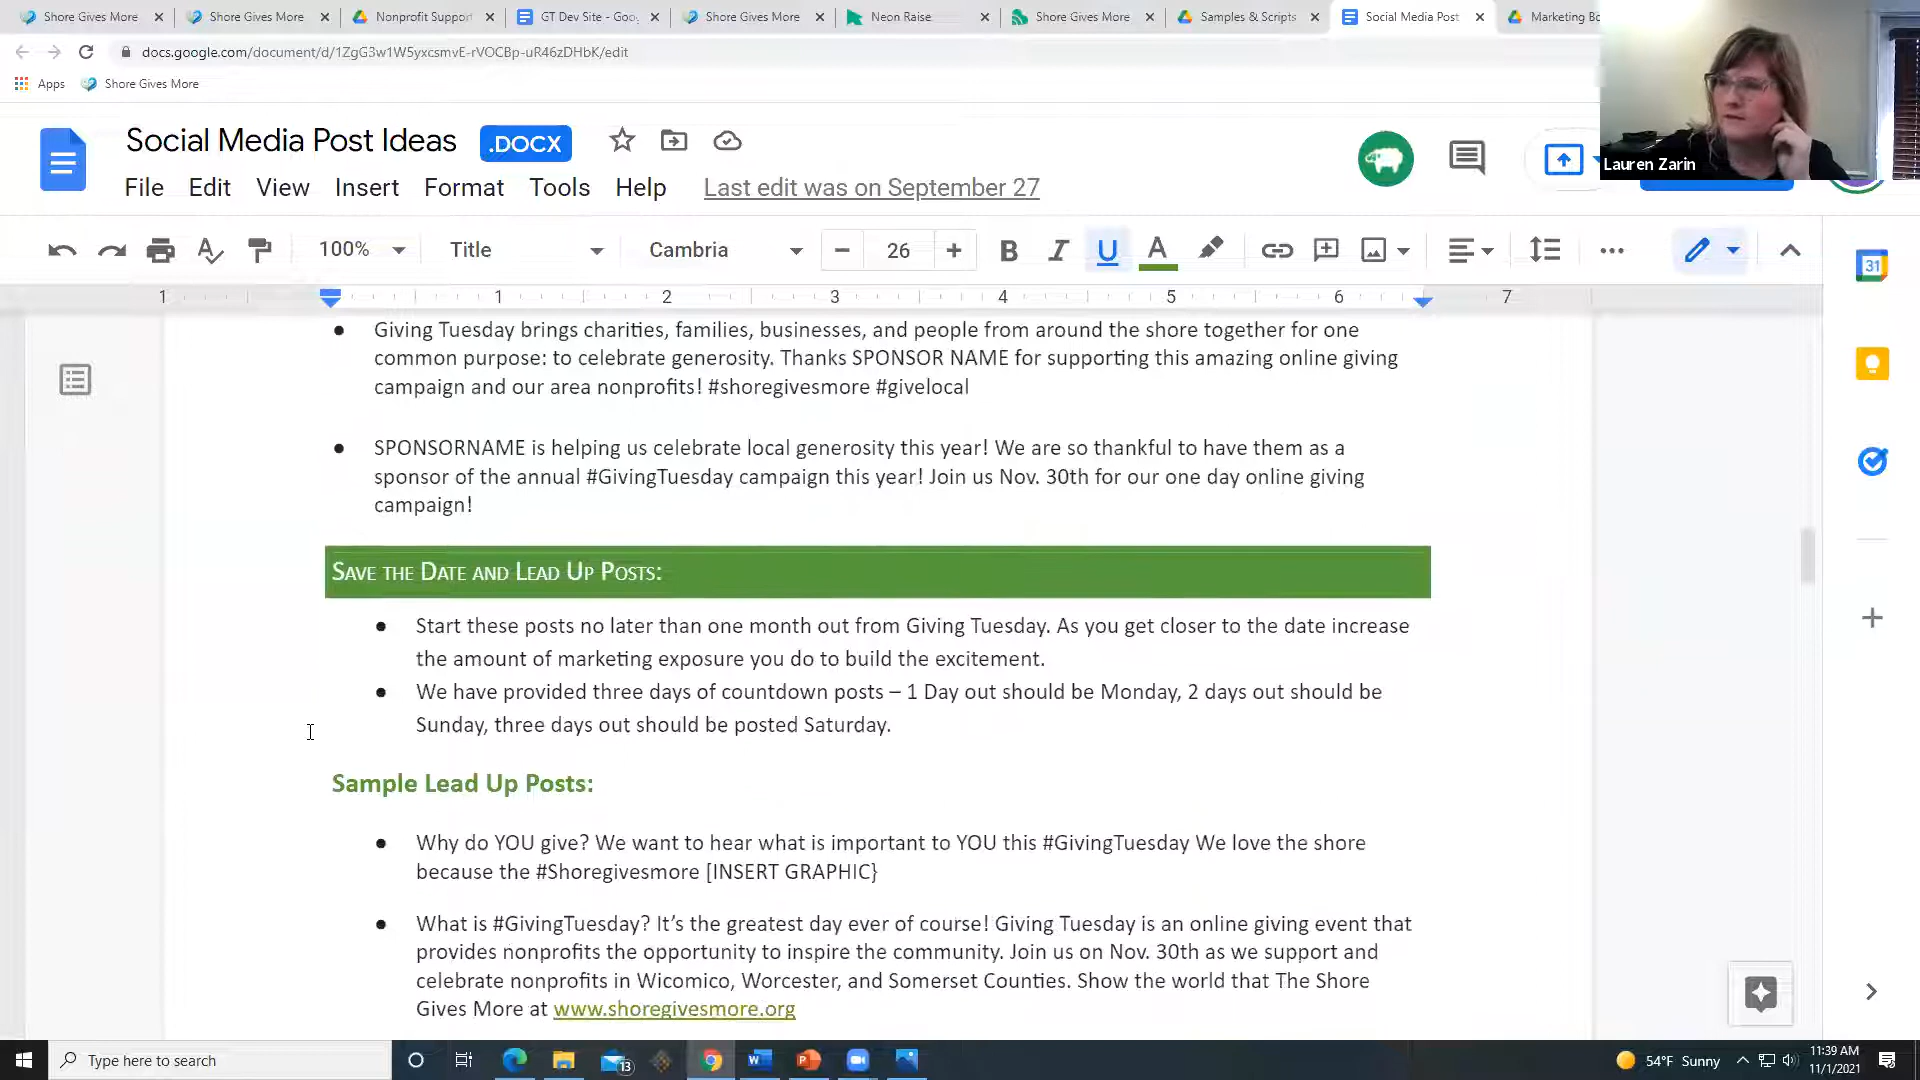 Shore Gives More
Shore Gives More
Nonprofit Support
GT Dev Site - Goo
Shore Gives More
Neon Raise
Shore Gives More
Samples & Scripts
Social Media Post
Marketing Bo
docs.google.com/document/d/1ZgG3w1W5yxcsmvE-rVOCBp-uR46zDHbK/edit
Apps
Shore Gives More
Social Media Post Ideas
.DOCX
Lauren Zarin
File Edit View Insert Format Tools Help
Last edit was on September 27
100% Title Cambria 26 B I U A
31
1 1 2 3 4 5 6 7
● Giving Tuesday brings charities, families, businesses, and people from around the shore together for one
common purpose: to celebrate generosity. Thanks SPONSOR NAME for supporting this amazing online giving
campaign and our area nonprofits! #shoregivesmore #givelocal
● SPONSORNAME is helping us celebrate local generosity this year! We are so thankful to have them as a
sponsor of the annual #GivingTuesday campaign this year! Join us Nov. 30th for our one day online giving
campaign!
Save the Date and Lead Up Posts:
● Start these posts no later than one month out from Giving Tuesday. As you get closer to the date increase
the amount of marketing exposure you do to build the excitement.
● We have provided three days of countdown posts – 1 Day out should be Monday, 2 days out should be
Sunday, three days out should be posted Saturday.
Sample Lead Up Posts:
● Why do YOU give? We want to hear what is important to YOU this #GivingTuesday We love the shore
because the #Shoregivesmore [INSERT GRAPHIC}
● What is #GivingTuesday? It’s the greatest day ever of course! Giving Tuesday is an online giving event that
provides nonprofits the opportunity to inspire the community. Join us on Nov. 30th as we support and
celebrate nonprofits in Wicomico, Worcester, and Somerset Counties. Show the world that The Shore
Gives More at www.shoregivesmore.org
Type here to search
13
54°F Sunny
11:39 AM
11/1/2021